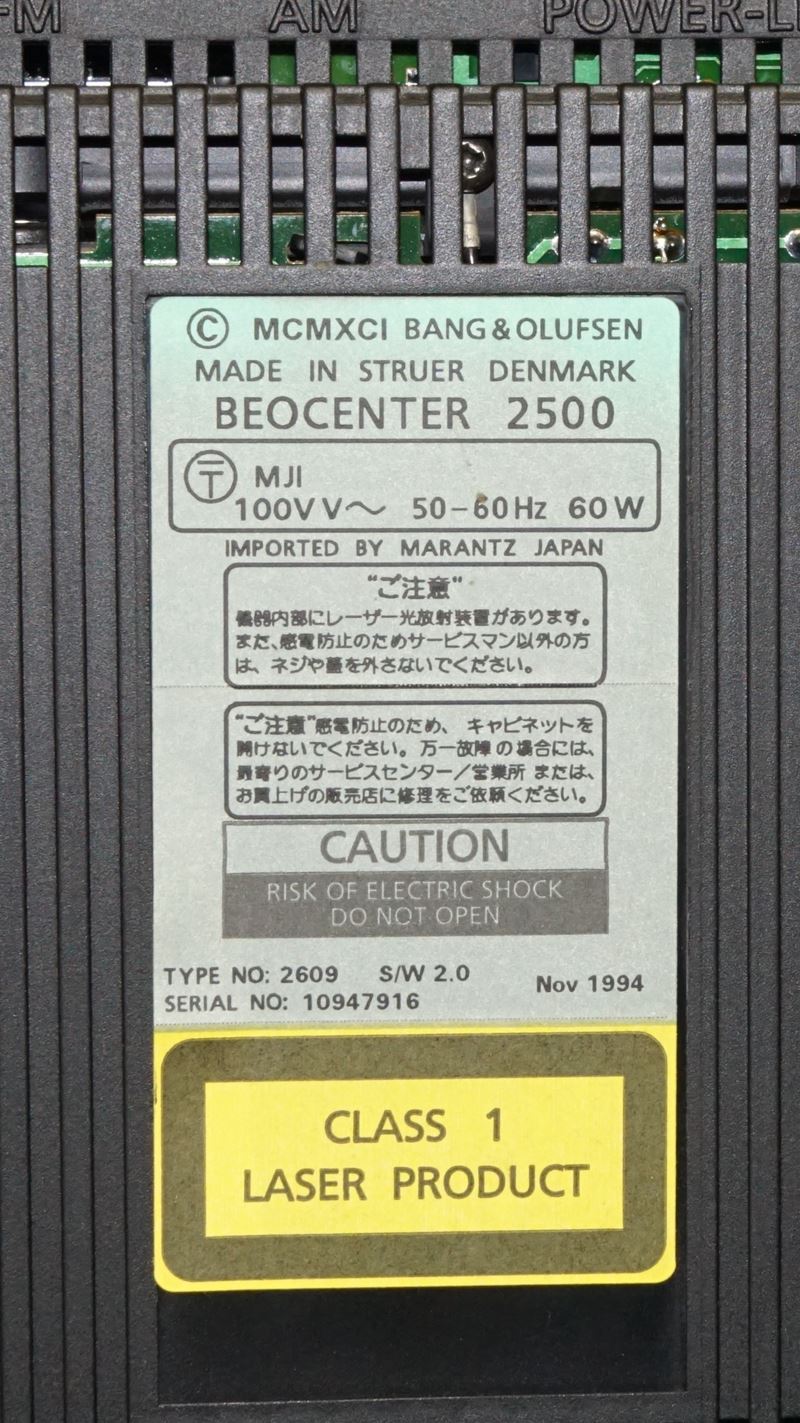 FM AM POWER-L
© MCMXCI BANG & OLUFSEN
MADE IN STRUER DENMARK
BEOCENTER 2500
T MJI
100V V~ 50-60Hz 60W
IMPORTED BY MARANTZ JAPAN
“ご注意”
機器内部にレーザー光放射装置があります。
また、感電防止のためサービスマン以外の方
は、ネジや蓋を外さないでください。
“ご注意”感電防止のため、キャビネットを
開けないでください。万一故障の場合には、
最寄りのサービスセンター／営業所または、
お買上げの販売店に修理をご依頼ください。
CAUTION
RISK OF ELECTRIC SHOCK
DO NOT OPEN
TYPE NO: 2609 S/W 2.0 Nov 1994
SERIAL NO: 10947916
CLASS 1
LASER PRODUCT